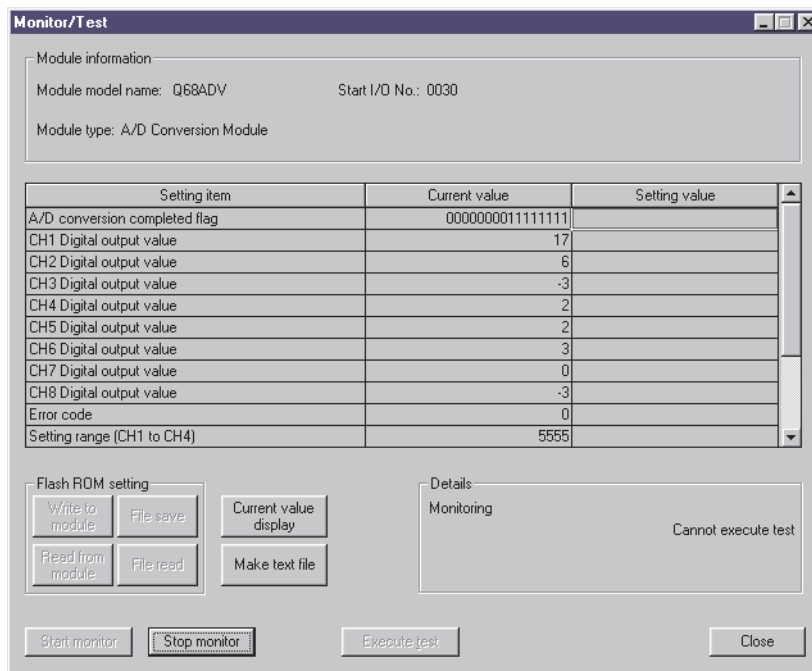 Monitor/Test
Module information
Module model name: Q68ADV Start I/O No.: 0030
Module type: A/D Conversion Module
Setting item Current value Setting value
A/D conversion completed flag 0000000011111111
CH1 Digital output value 17
CH2 Digital output value 6
CH3 Digital output value -3
CH4 Digital output value 2
CH5 Digital output value 2
CH6 Digital output value 3
CH7 Digital output value 0
CH8 Digital output value -3
Error code 0
Setting range (CH1 to CH4) 5555
Flash ROM setting
Write to
module
File save
Read from
module
File read
Current value
display
Make text file
Details
Monitoring
Cannot execute test
Start monitor Stop monitor Execute test Close